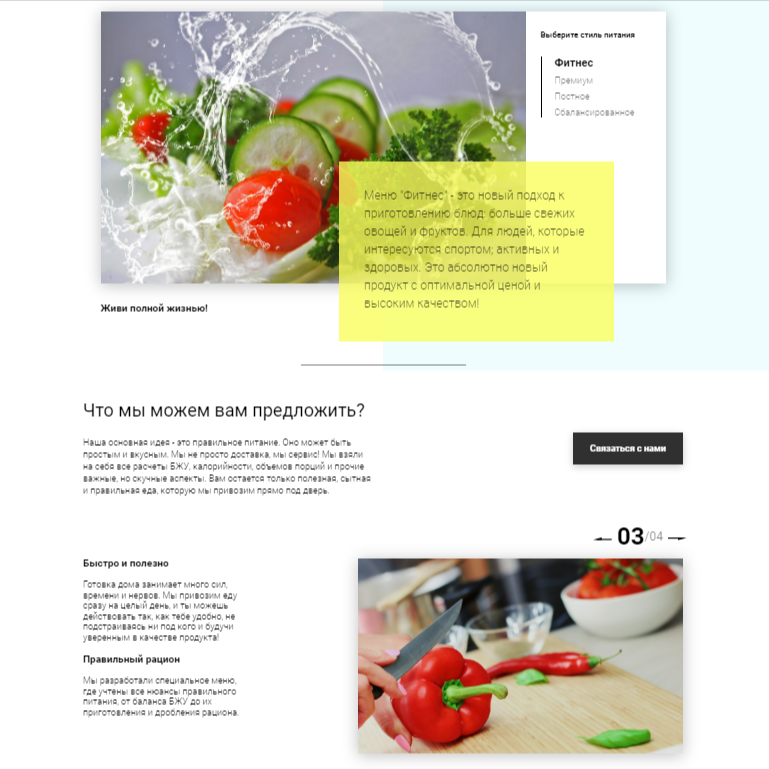 Выберите стиль питания
Фитнес
Премиум
Постное
Сбалансированное
Меню "Фитнес" - это новый подход к
приготовлению блюд: больше свежих
овощей и фруктов. Для людей, которые
интересуются спортом; активных и
здоровых. Это абсолютно новый
продукт с оптимальной ценой и
высоким качеством!
Живи полной жизнью!
Что мы можем вам предложить?
Наша основная идея - это правильное питание. Оно может быть
простым и вкусным. Мы не просто доставка, мы сервис! Мы взяли
на себя все расчеты БЖУ, калорийности, объемов порций и прочие
важные, но скучные аспекты. Вам остается только полезная, сытная
и правильная еда, которую мы привозим прямо под дверь.
Связаться с нами
03/04
Быстро и полезно
Готовка дома занимает много сил,
времени и нервов. Мы привозим еду
сразу на целый день, и ты можешь
действовать так, как тебе удобно, не
подстраиваясь ни под кого и будучи
уверенным в качестве продукта!
Правильный рацион
Мы разработали специальное меню,
где учтены все нюансы правильного
питания, от баланса БЖУ до их
приготовления и дробления рациона.